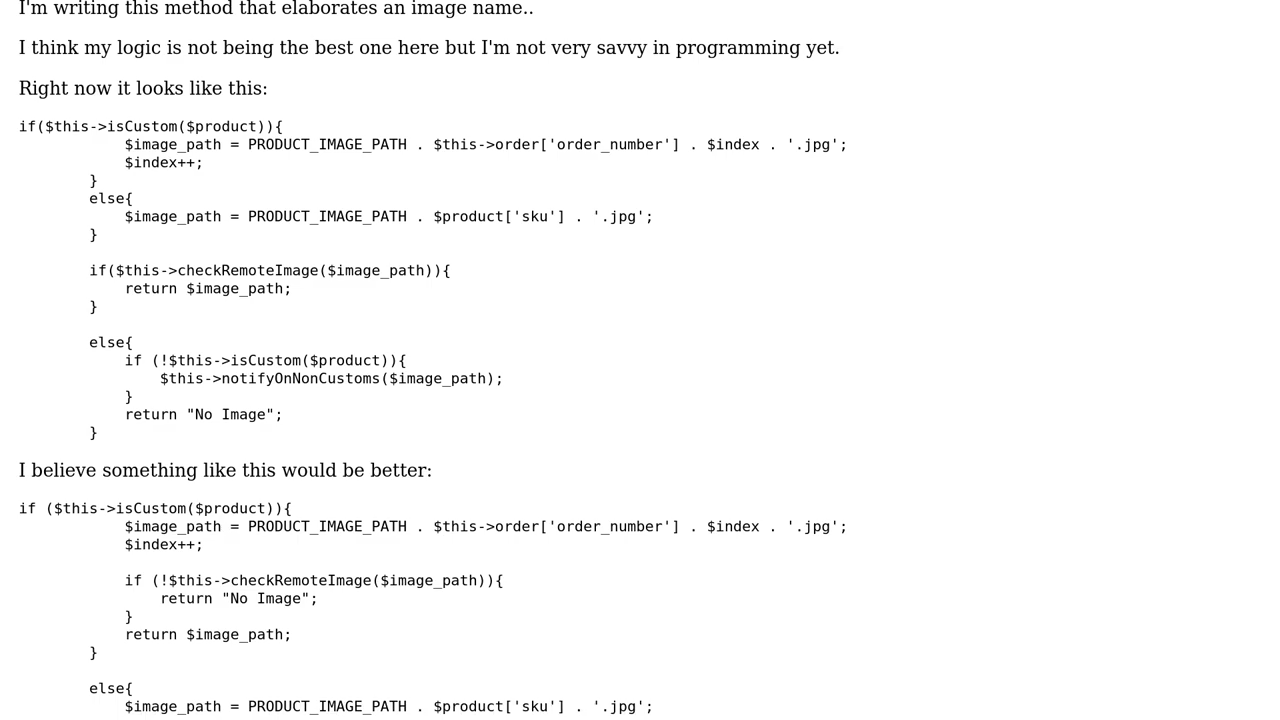 I'm writing this method that elaborates an image name..
I think my logic is not being the best one here but I'm not very savvy in programming yet.
Right now it looks like this:
if($this->isCustom($product)){
            $image_path = PRODUCT_IMAGE_PATH . $this->order['order_number'] . $index . '.jpg';
            $index++;
        }
        else{
            $image_path = PRODUCT_IMAGE_PATH . $product['sku'] . '.jpg';
        }

        if($this->checkRemoteImage($image_path)){
            return $image_path;
        }

        else{
            if (!$this->isCustom($product)){
                $this->notifyOnNonCustoms($image_path);
            }
            return "No Image";
        }
I believe something like this would be better:
if ($this->isCustom($product)){
            $image_path = PRODUCT_IMAGE_PATH . $this->order['order_number'] . $index . '.jpg';
            $index++;

            if (!$this->checkRemoteImage($image_path)){
                return "No Image";
            }
            return $image_path;
        }

        else{
            $image_path = PRODUCT_IMAGE_PATH . $product['sku'] . '.jpg';